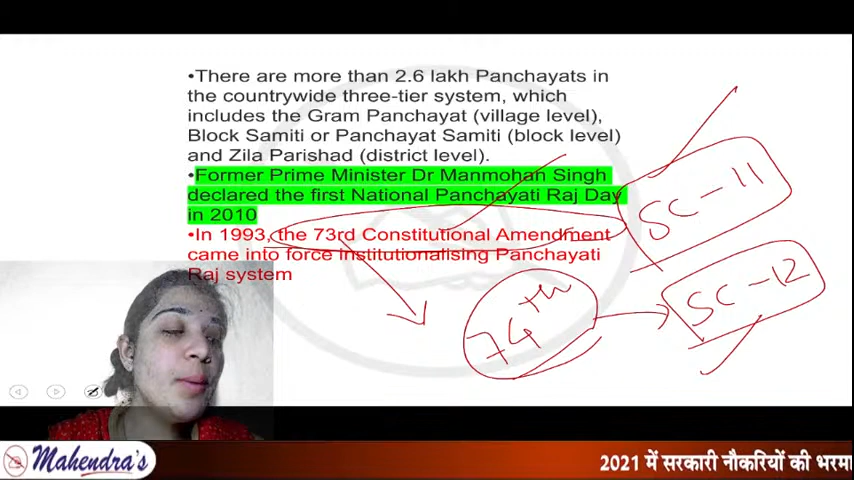 •There are more than 2.6 lakh Panchayats in
the countrywide three-tier system, which
includes the Gram Panchayat (village level),
Block Samiti or Panchayat Samiti (block level)
and Zila Parishad (district level).
•Former Prime Minister Dr Manmohan Singh
declared the first National Panchayati Raj Day
in 2010
•In 1993, the 73rd Constitutional Amendment
came into force institutionalising Panchayati
Raj system
SC-11
SC-12
74th
Mahendra's
2021 में सरकारी नौकरियों की भरमा